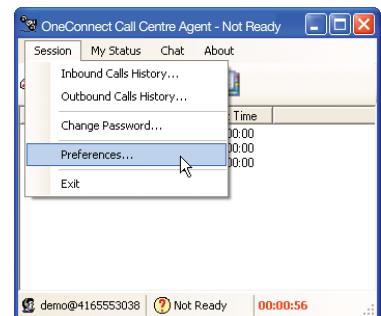 OneConnect Call Centre Agent - Not Ready
Session My Status Chat About
Inbound Calls History...
Outbound Calls History...
Time
Change Password...
00:00
Preferences...
00:00
00:00
Exit
demo@4165553038 Not Ready 00:00:56